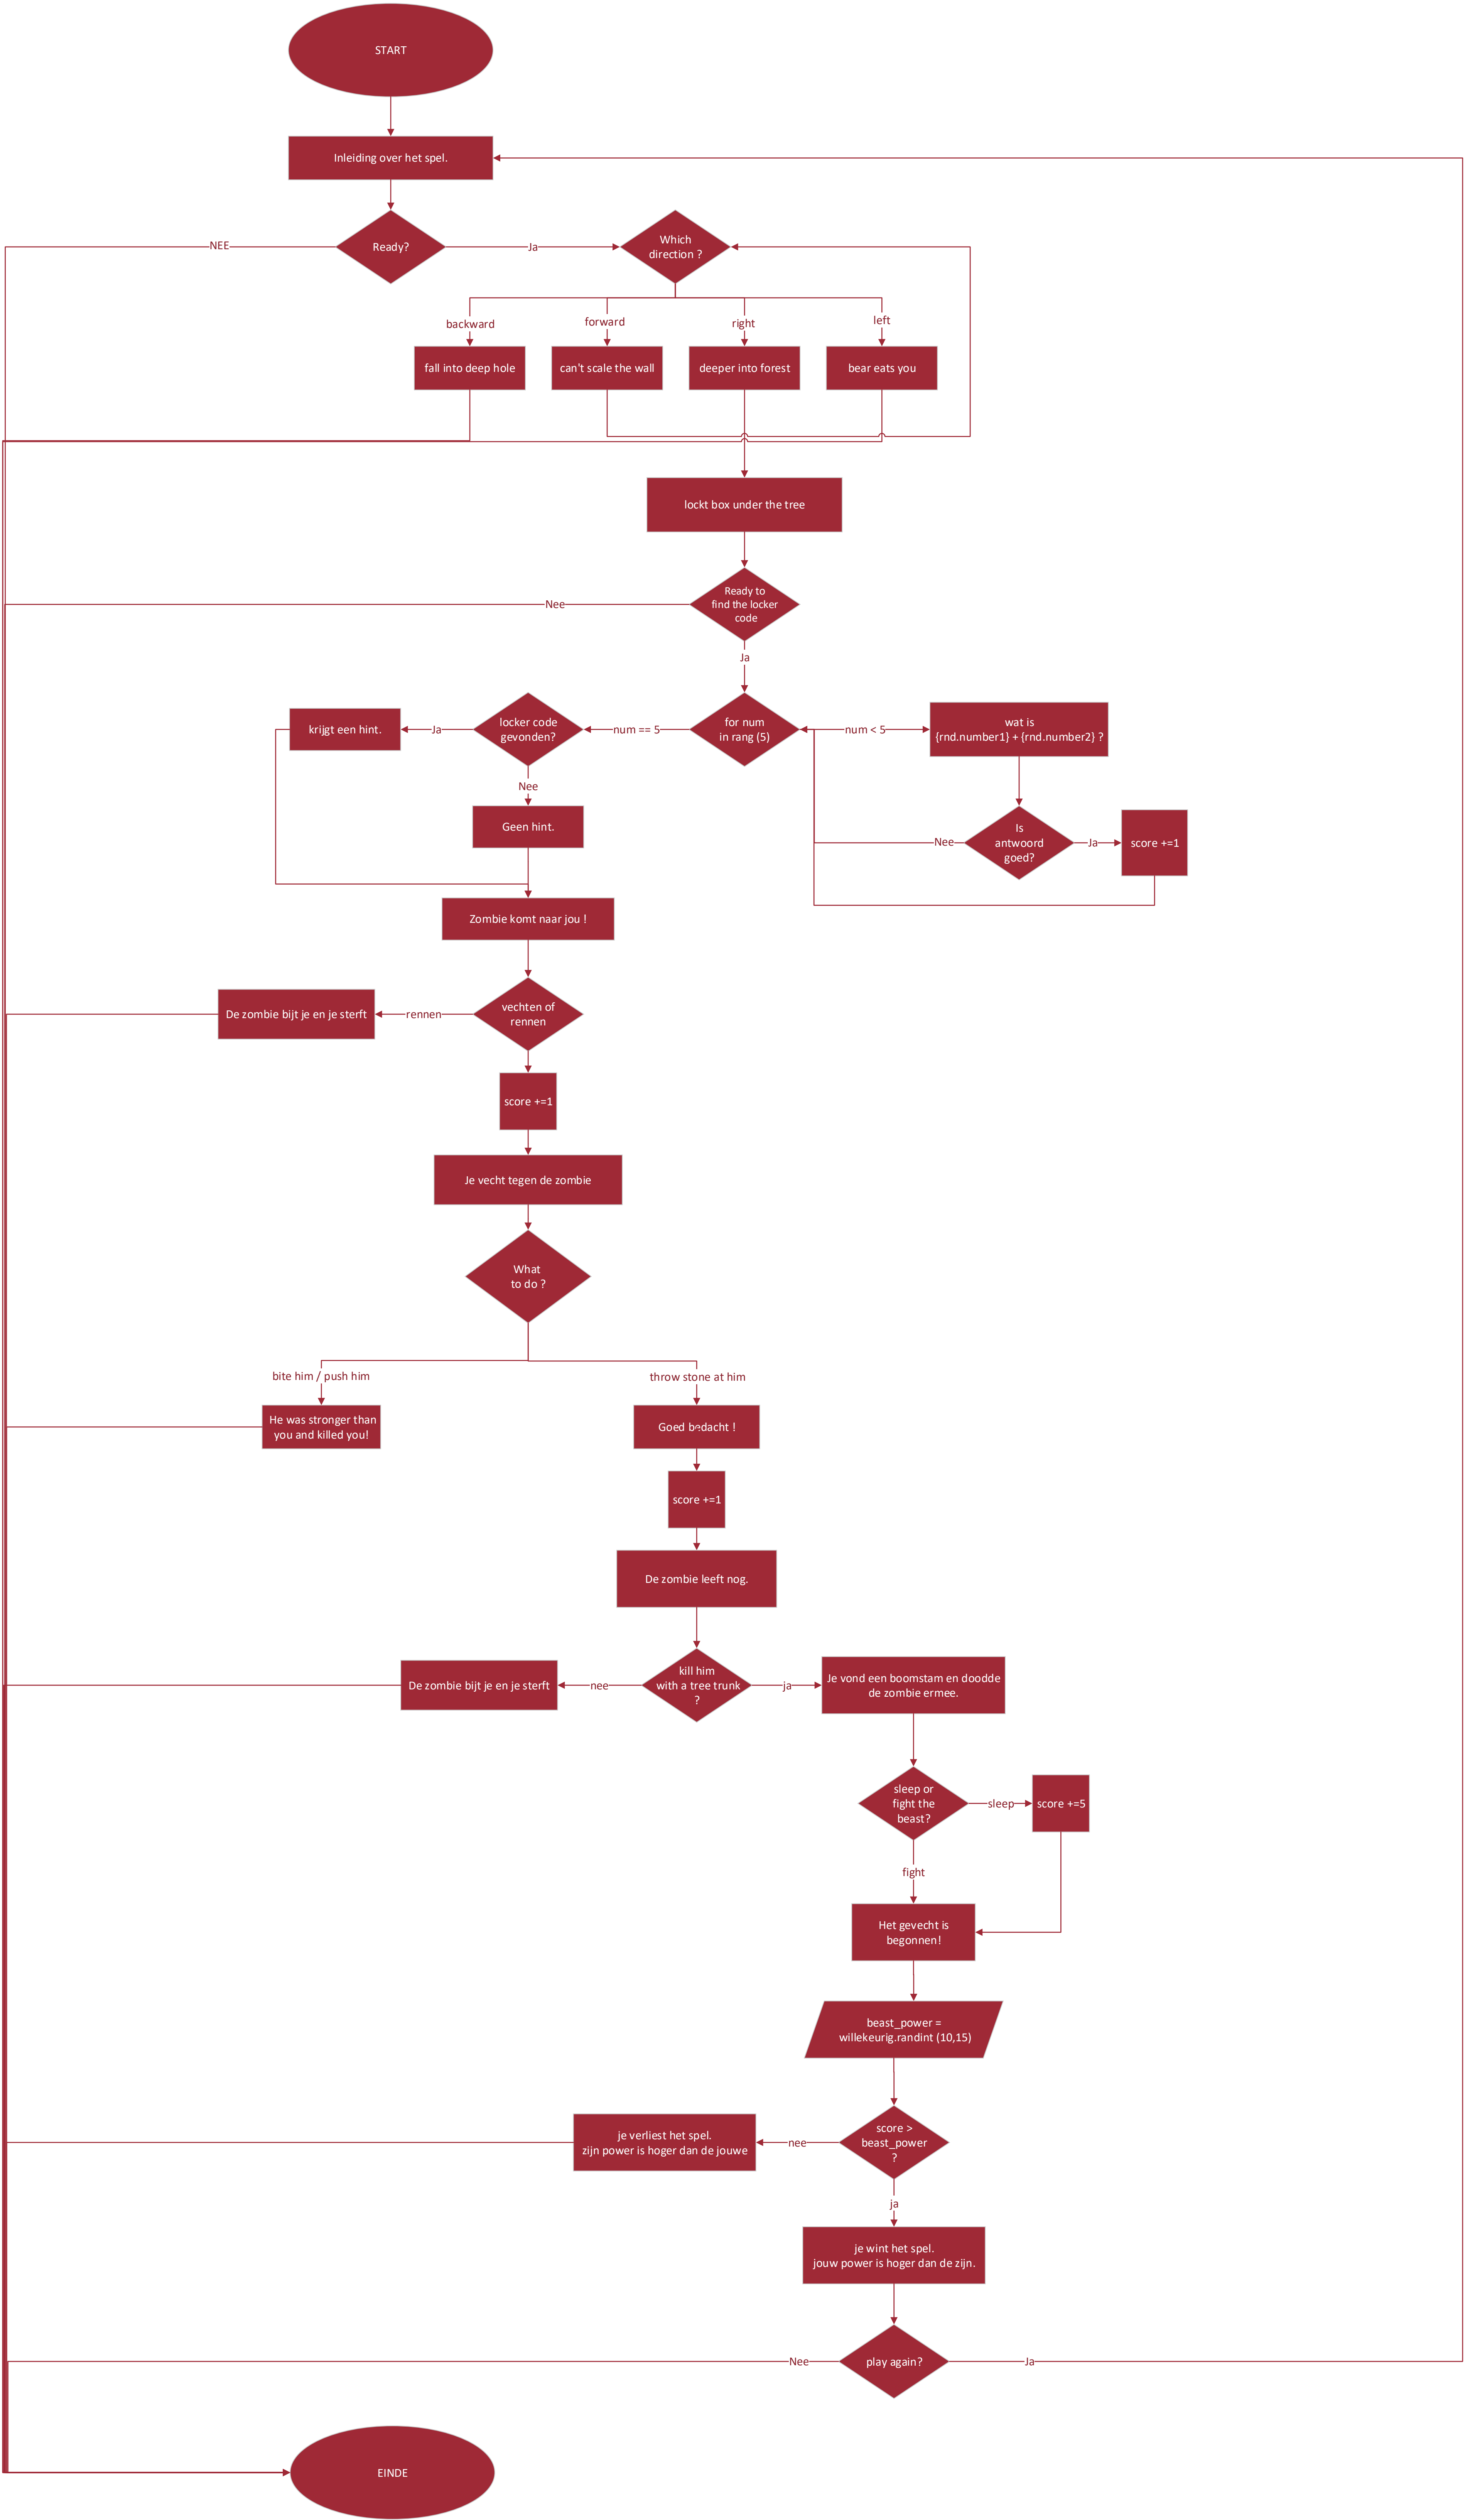 START
Inleiding over het spel.
NEE
Ready?
Ja
Which
direction ?
backward
forward
right
left
fall into deep hole
can't scale the wall
deeper into forest
bear eats you
lockt box under the tree
Ready to
find the locker
code
Nee
Ja
krijgt een hint.
Ja
locker code
gevonden?
num == 5
for num
in rang (5)
num < 5
wat is
{rnd.number1} + {rnd.number2} ?
Nee
Geen hint.
Nee
Is
antwoord
goed?
Ja
score +=1
Zombie komt naar jou !
De zombie bijt je en je sterft
rennen
vechten of
rennen
score +=1
Je vecht tegen de zombie
What
to do ?
bite him / push him
throw stone at him
He was stronger than
you and killed you!
Goed bedacht !
score +=1
De zombie leeft nog.
De zombie bijt je en je sterft
nee
kill him
with a tree trunk
?
ja
Je vond een boomstam en doodde
de zombie ermee.
sleep or
fight the
beast?
sleep
score +=5
fight
Het gevecht is
begonnen!
beast_power =
willekeurig.randint (10,15)
je verliest het spel.
zijn power is hoger dan de jouwe
nee
score >
beast_power
?
ja
je wint het spel.
jouw power is hoger dan de zijn.
Nee
play again?
Ja
EINDE